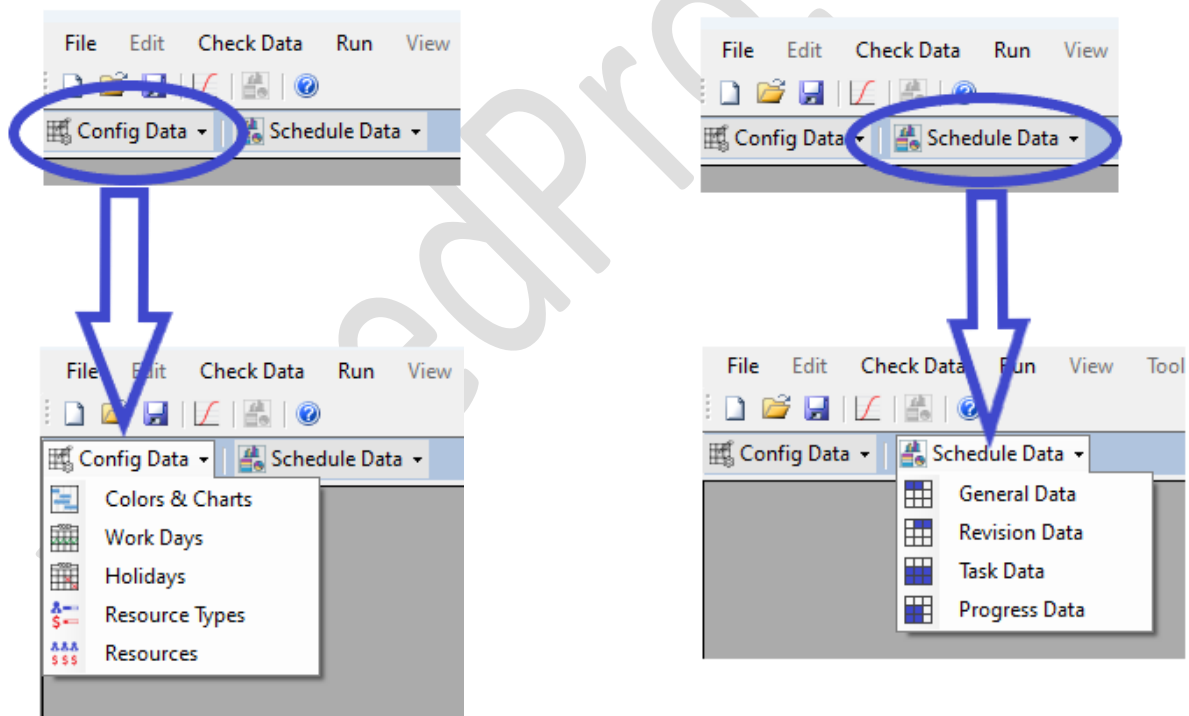 File Edit Check Data Run View
Config Data Schedule Data
File Edit Check Data Run View
Config Data Schedule Data
File Edit Check Data Run View
Config Data Schedule Data
Colors & Charts
Work Days
Holidays
Resource Types
Resources
File Edit Check Data Run View Tool
Config Data Schedule Data
General Data
Revision Data
Task Data
Progress Data